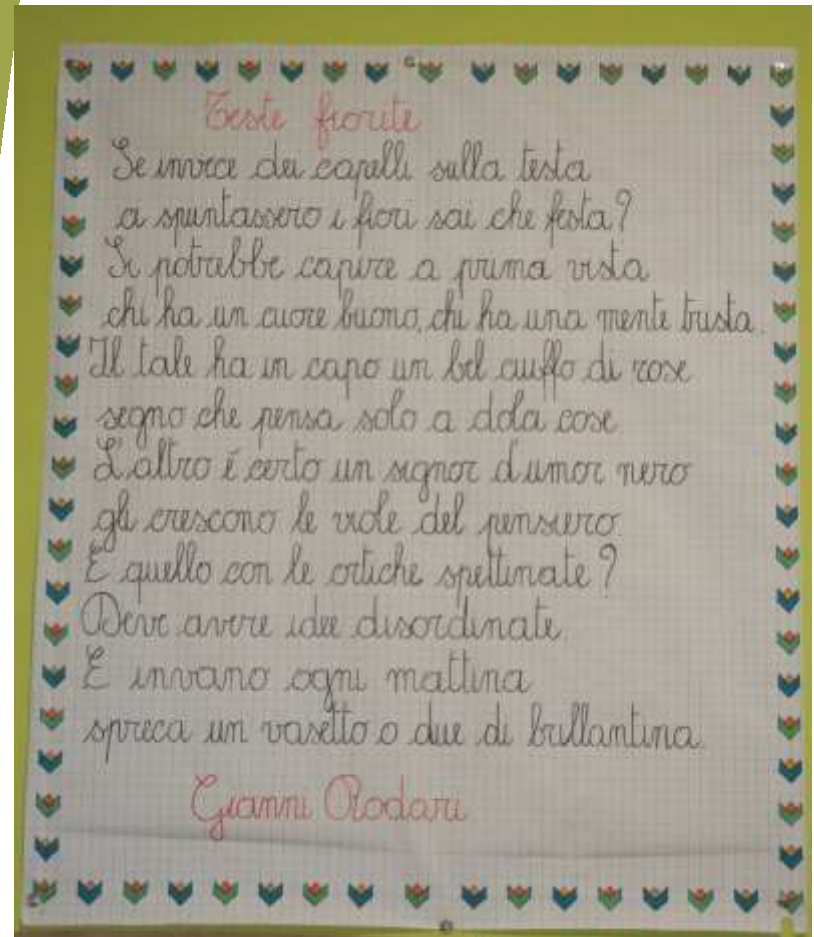 Teste fiorite
Se invece dei capelli sulla testa
a spuntassero i fiori sai che festa?
Si potrebbe capire a prima vista
chi ha un cuore buono, chi ha una mente trista.
Il tale ha in capo un bel ciuffo di rose
segno che pensa solo a dola cose.
L'altro é certo un signor d'umor nero
gli crescono le viole del pensiero.
E quello con le ortiche spettinate?
Deve avere idee disordinate
E invano ogni mattina
spreca un vasetto o due di brillantina.
Gianni Rodari